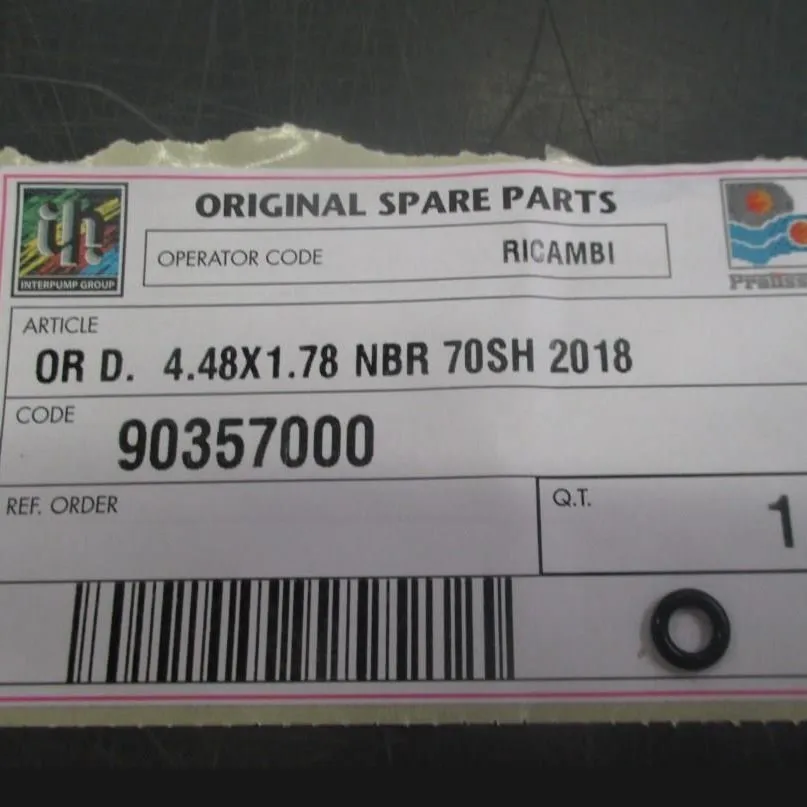 ORIGINAL SPARE PARTS
OPERATOR CODE RICAMBI
INTERPUMP GROUP
ARTICLE
OR D. 4.48X1.78 NBR 70SH 2018
CODE
90357000
REF. ORDER
Q.T.
1